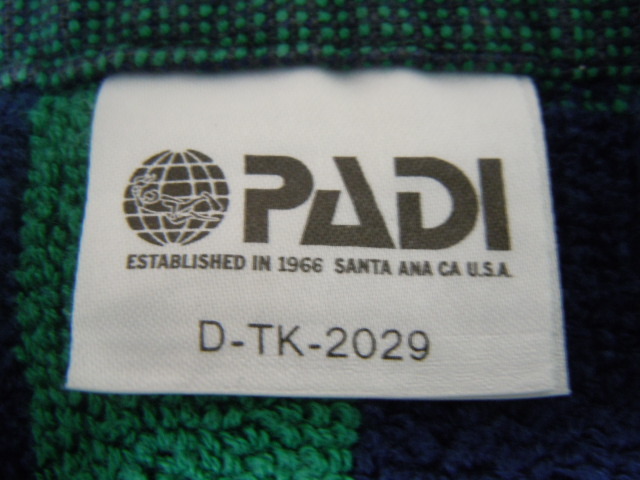 PADI
ESTABLISHED IN 1966 SANTA ANA CA U.S.A.
D-TK-2029